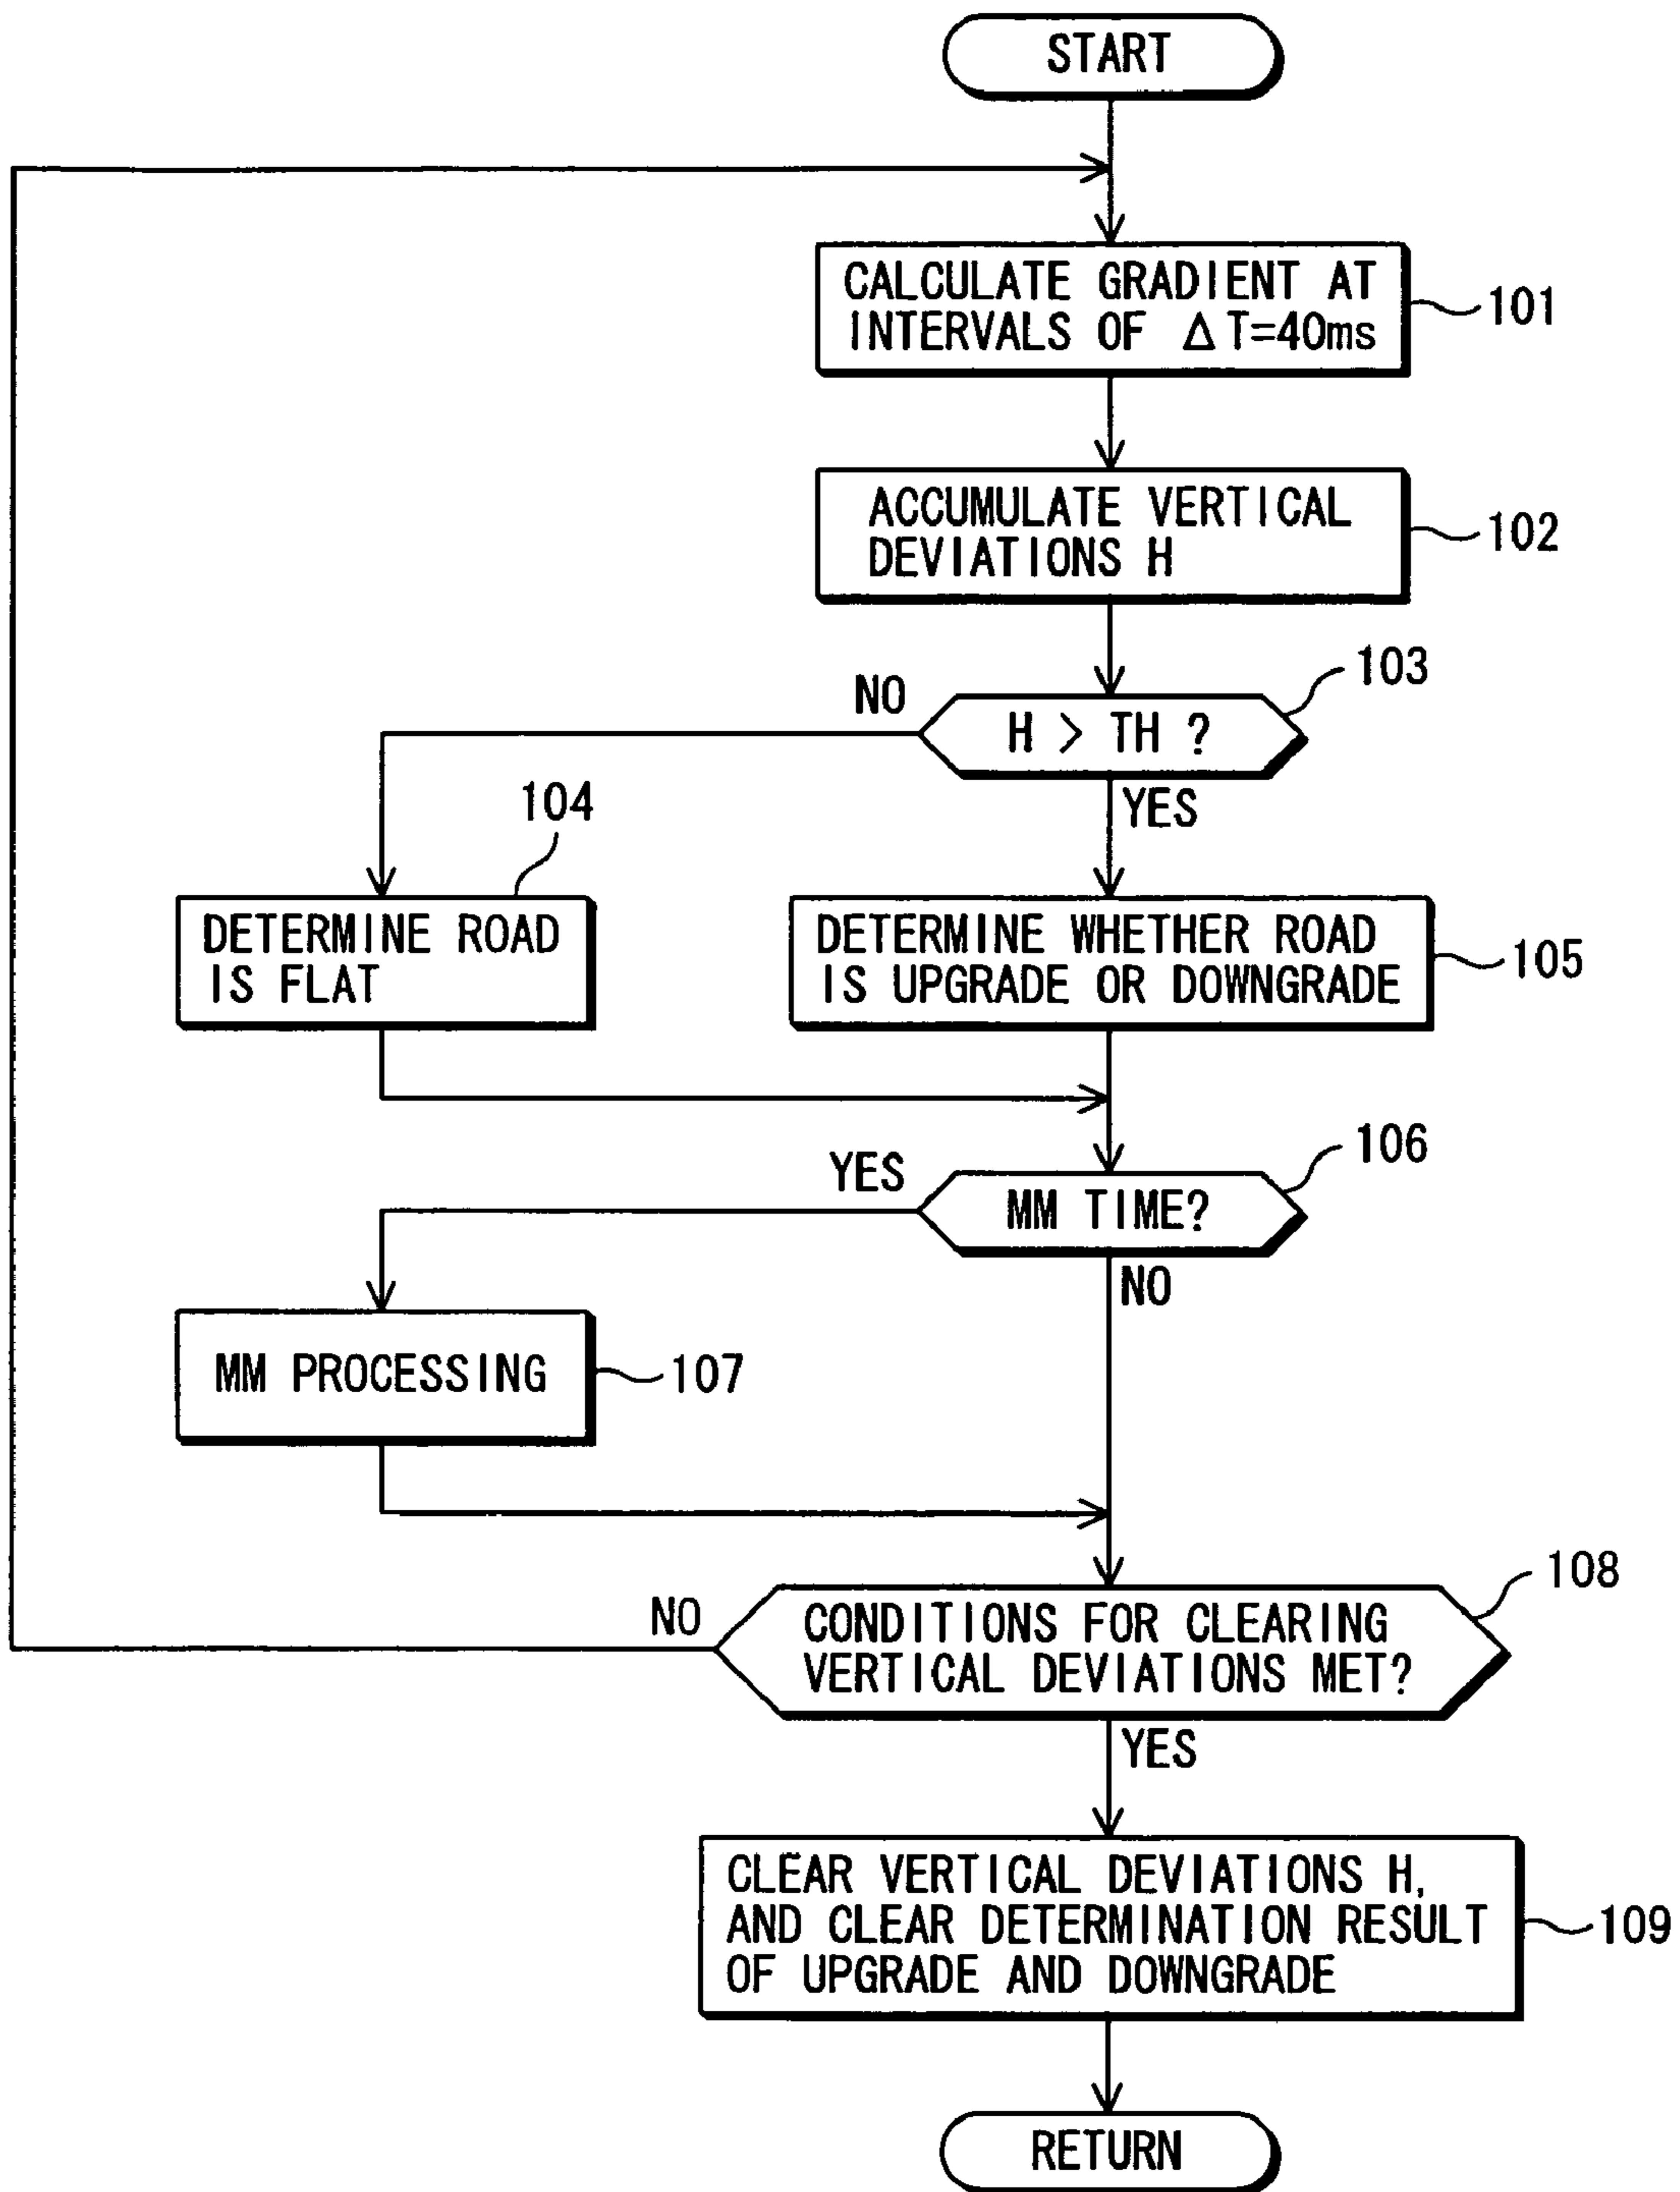 START
CALCULATE GRADIENT AT
INTERVALS OF ΔT=40ms
101
ACCUMULATE VERTICAL
DEVIATIONS H
102
103
NO
H > TH ?
YES
104
DETERMINE ROAD
IS FLAT
DETERMINE WHETHER ROAD
IS UPGRADE OR DOWNGRADE
105
106
YES
MM TIME?
NO
MM PROCESSING
107
108
NO
CONDITIONS FOR CLEARING
VERTICAL DEVIATIONS MET?
YES
CLEAR VERTICAL DEVIATIONS H,
AND CLEAR DETERMINATION RESULT
OF UPGRADE AND DOWNGRADE
109
RETURN